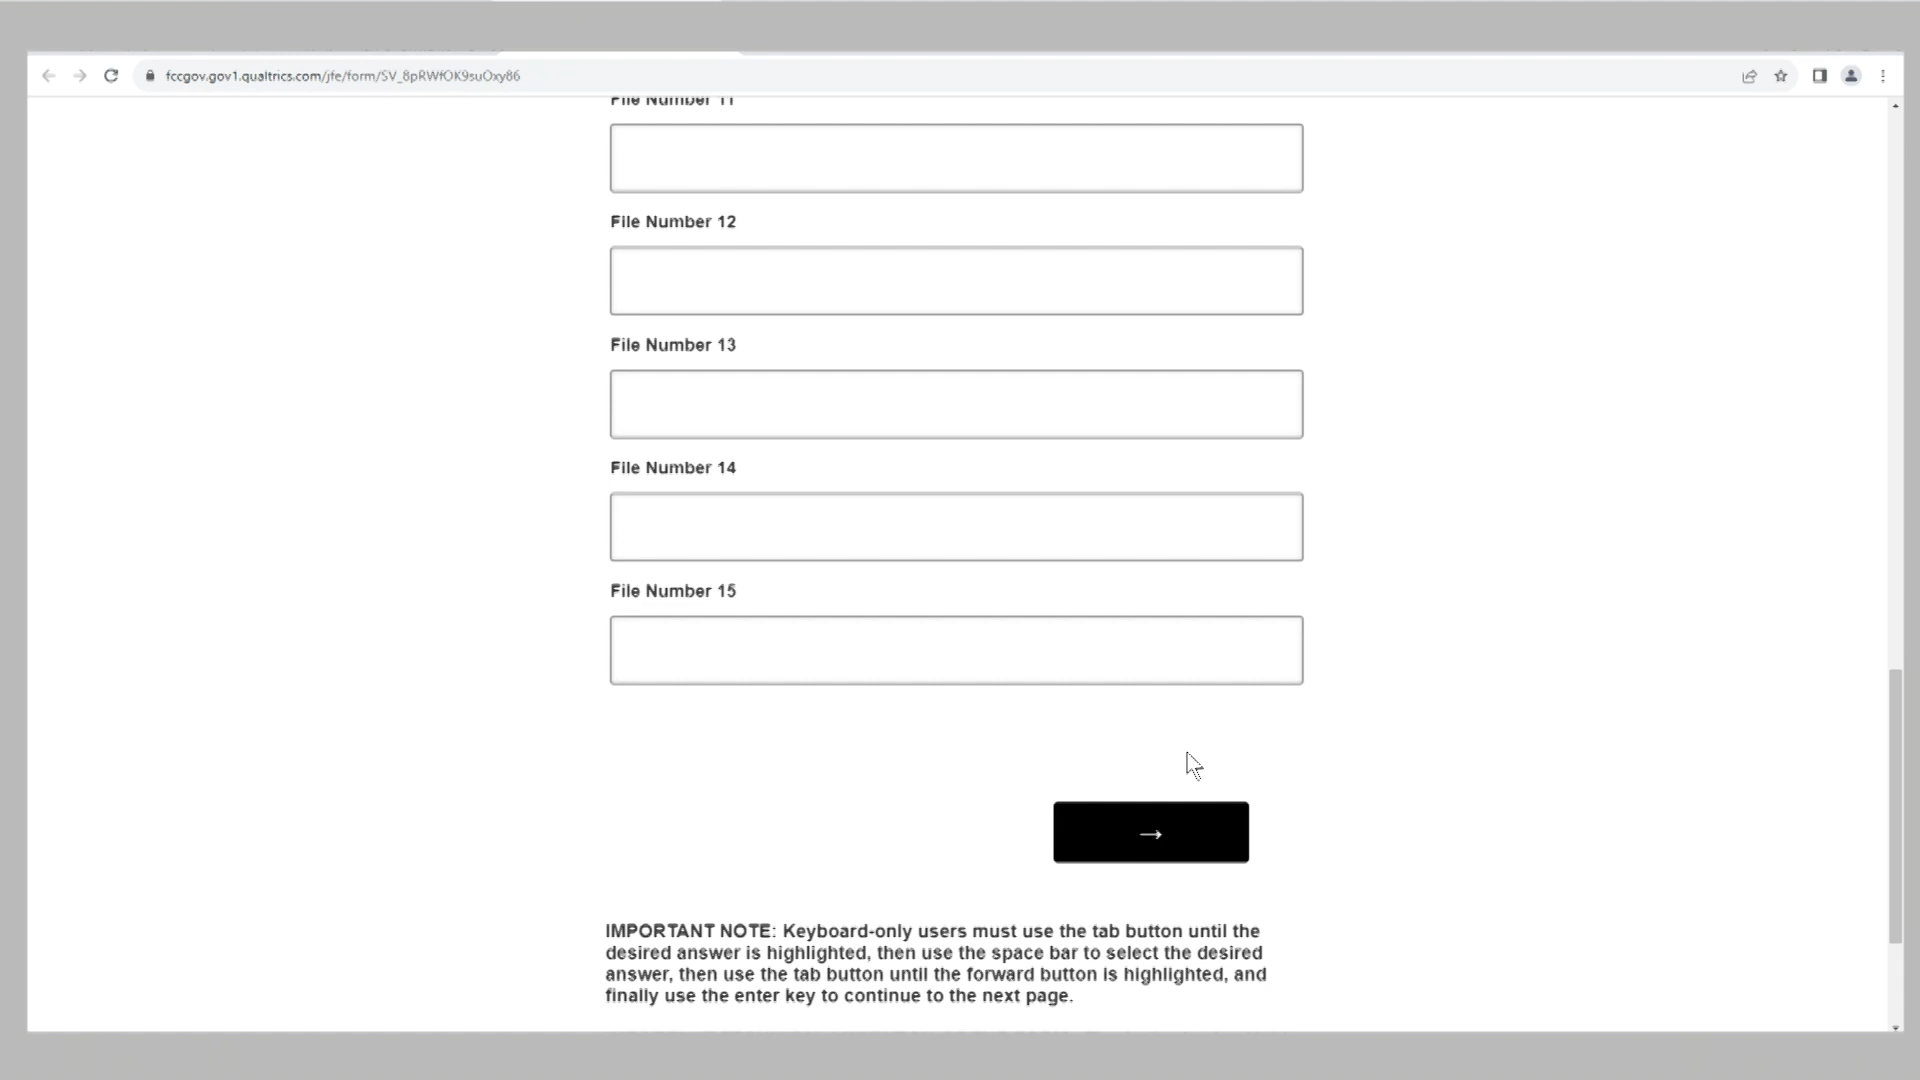 fccgov.gov1.qualtrics.com/jfe/form/SV_8pRWfOK9suOxy86
File Number 11
File Number 12
File Number 13
File Number 14
File Number 15
→
IMPORTANT NOTE: Keyboard-only users must use the tab button until the
desired answer is highlighted, then use the space bar to select the desired
answer, then use the tab button until the forward button is highlighted, and
finally use the enter key to continue to the next page.